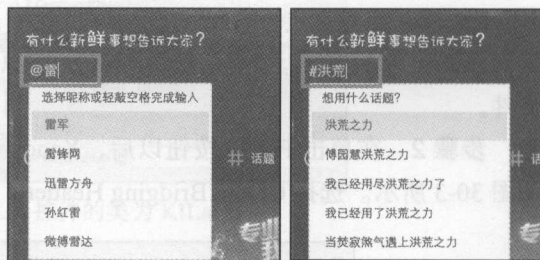 有什么新鲜事想告诉大家?
@雷
选择昵称或轻敲空格完成输入
雷军
雷锋网
迅雷方舟
孙红雷
微博雷达
# 话题
有什么新鲜事想告诉大家?
#洪荒
想用什么话题?
洪荒之力
傅园慧洪荒之力
我已经用尽洪荒之力了
我已经用了洪荒之力
当焚寂煞气遇上洪荒之力
# 话